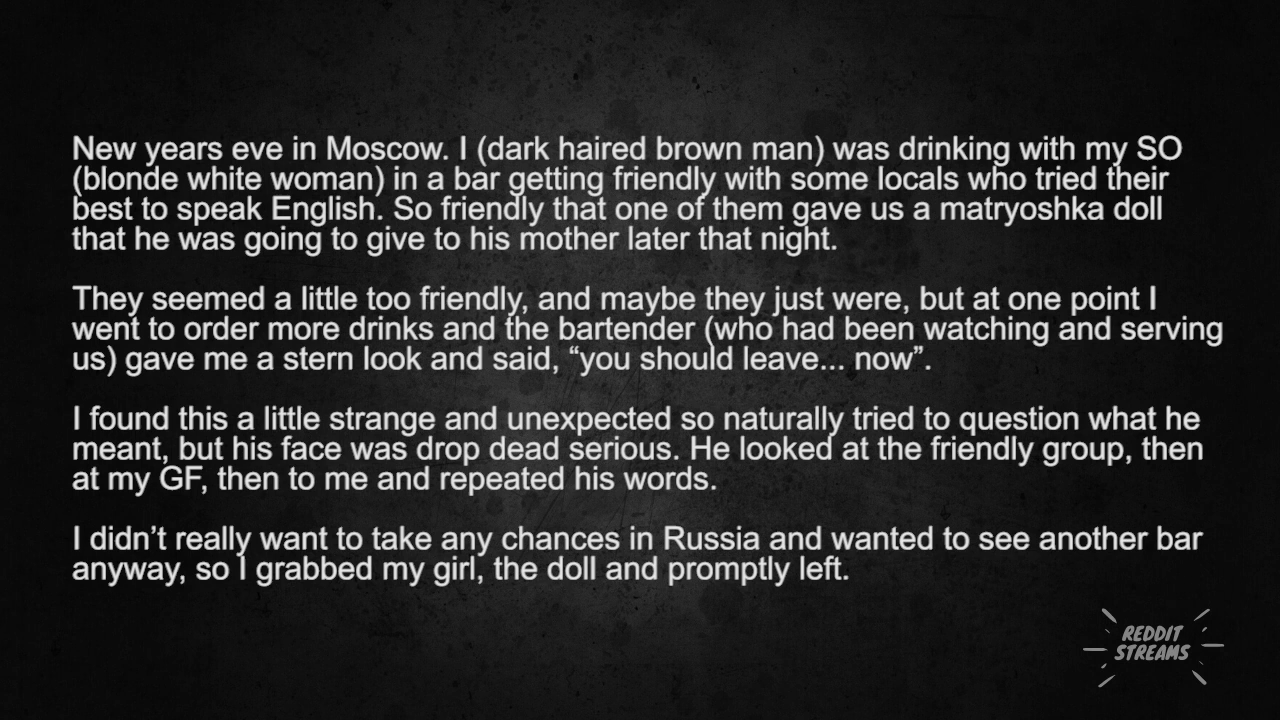 New years eve in Moscow. I (dark haired brown man) was drinking with my SO
(blonde white woman) in a bar getting friendly with some locals who tried their
best to speak English. So friendly that one of them gave us a matryoshka doll
that he was going to give to his mother later that night.
They seemed a little too friendly, and maybe they just were, but at one point I
went to order more drinks and the bartender (who had been watching and serving
us) gave me a stern look and said, “you should leave... now”.
I found this a little strange and unexpected so naturally tried to question what he
meant, but his face was drop dead serious. He looked at the friendly group, then
at my GF, then to me and repeated his words.
I didn’t really want to take any chances in Russia and wanted to see another bar
anyway, so I grabbed my girl, the doll and promptly left.
REDDIT
STREAMS